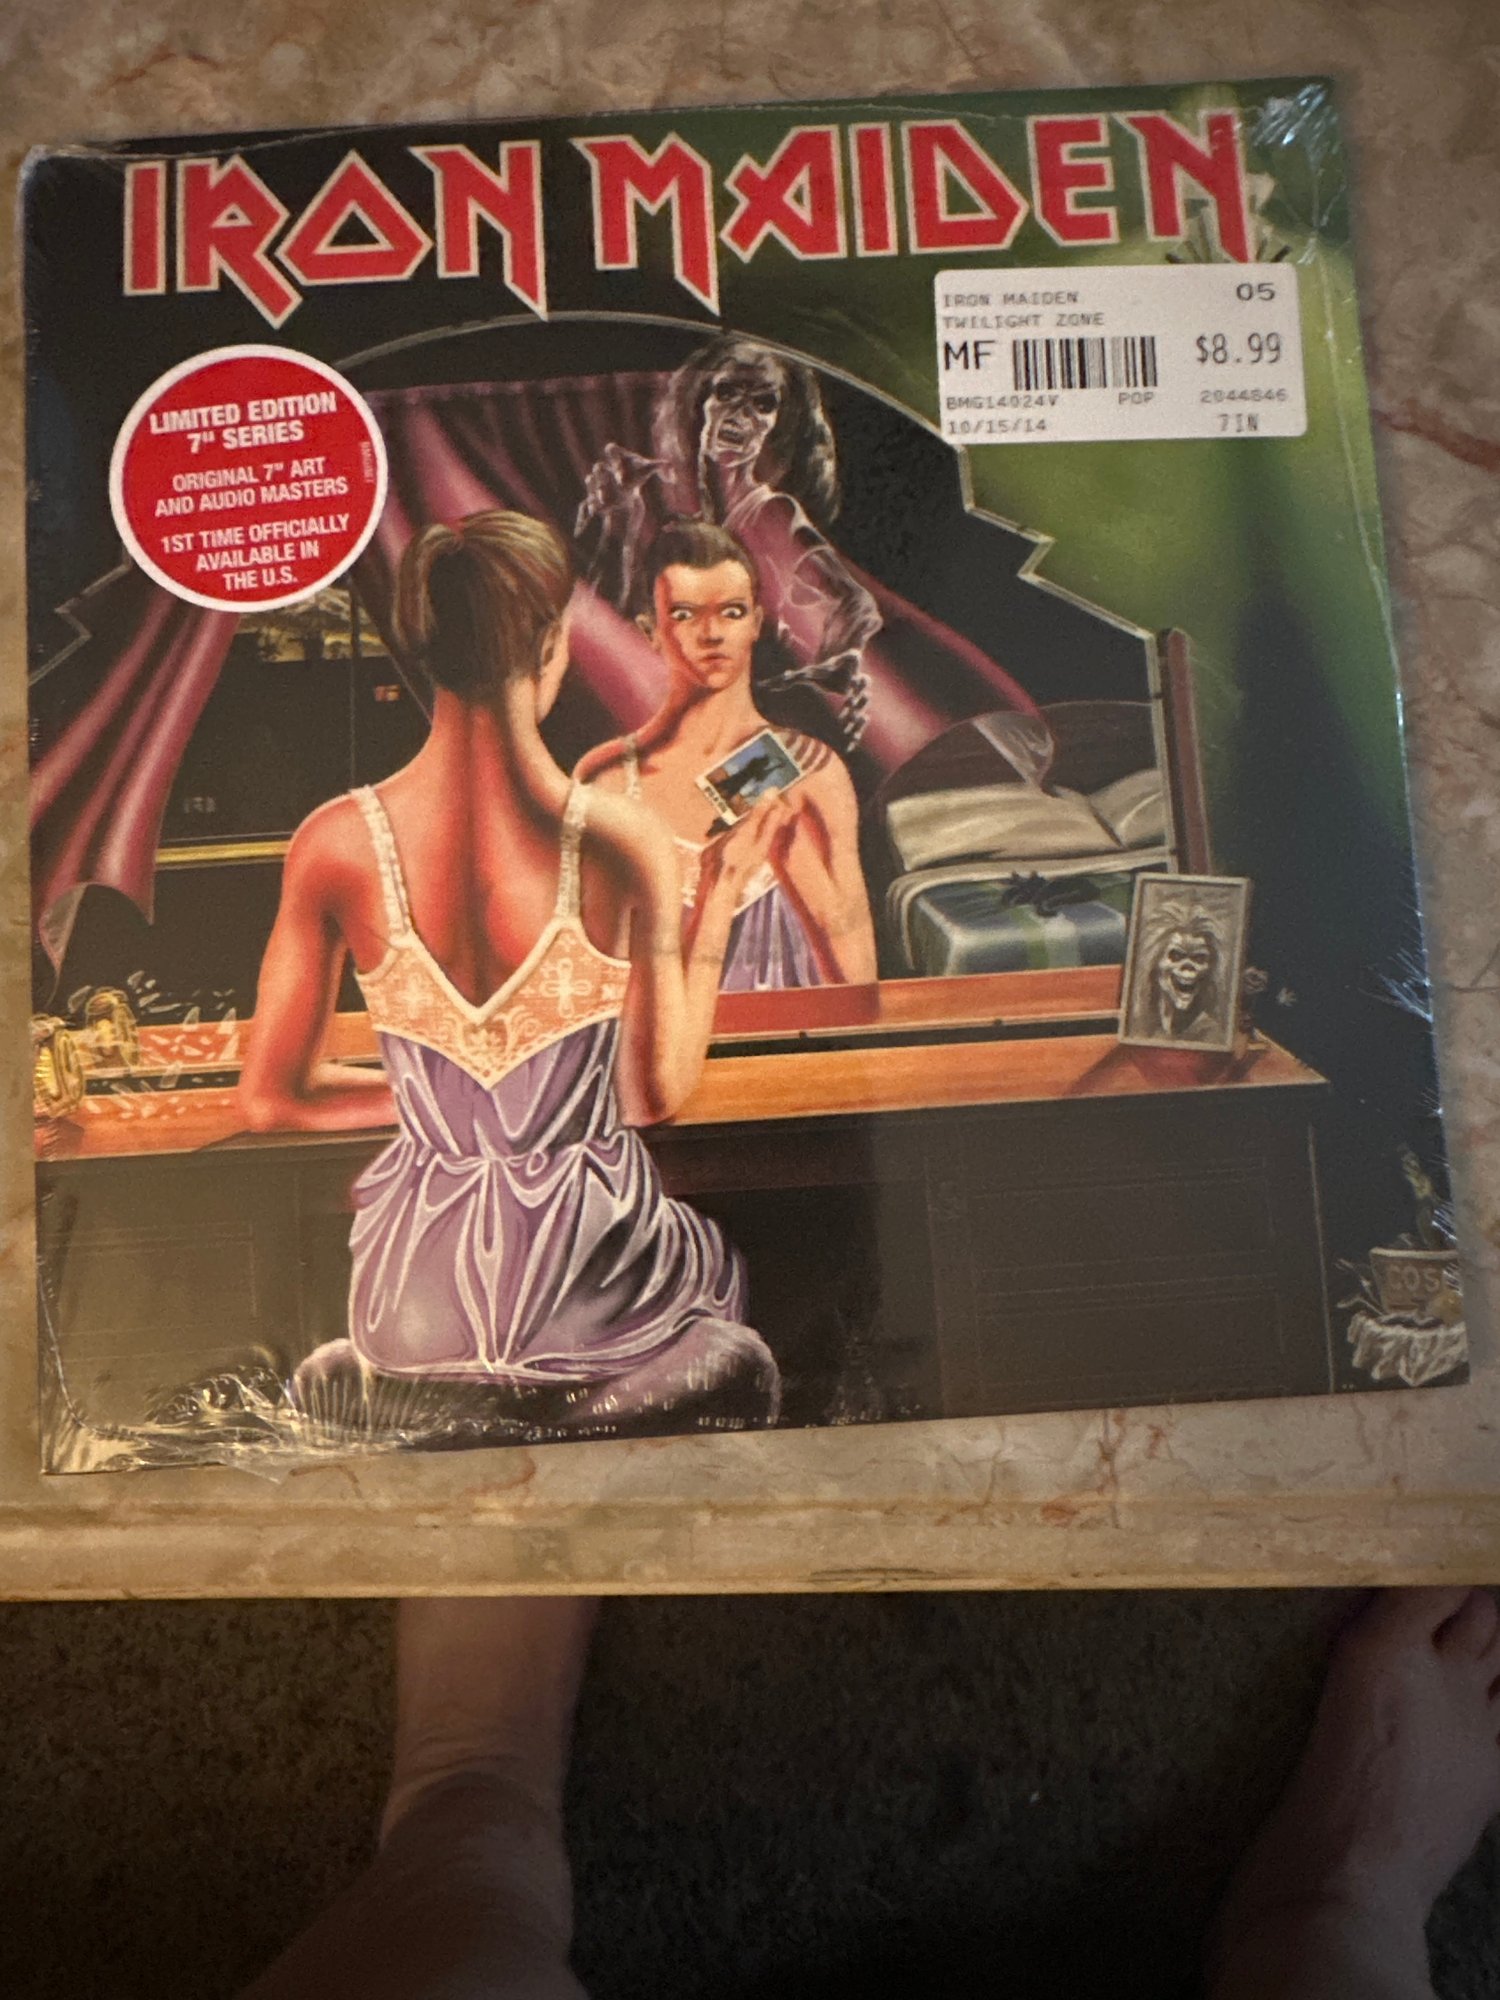 IRON MAIDEN
IRON MAIDEN 05
TWILIGHT ZONE
MF $8.99
BMG14024V POP 2044846
10/15/14 7IN
LIMITED EDITION
7" SERIES
ORIGINAL 7" ART
AND AUDIO MASTERS
1ST TIME OFFICIALLY
AVAILABLE IN
THE U.S.